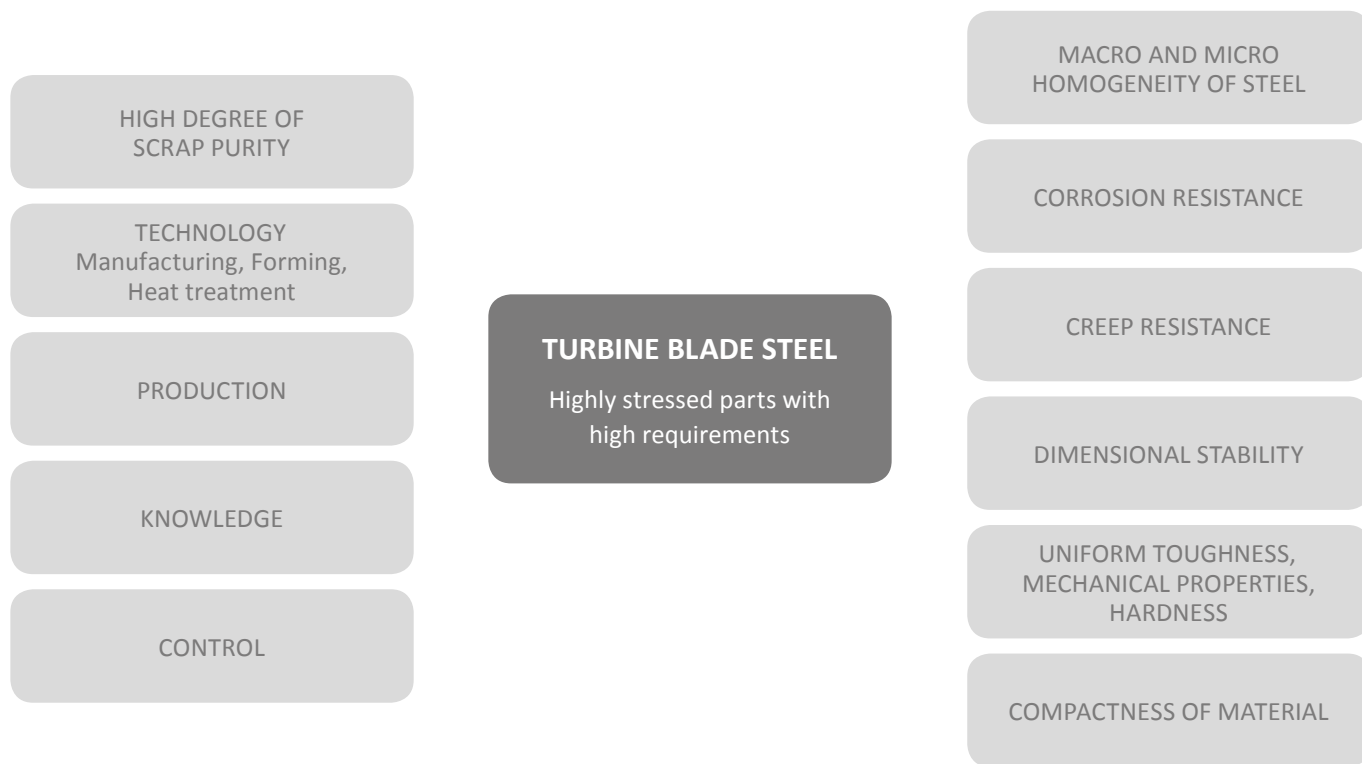 HIGH DEGREE OF
SCRAP PURITY
TECHNOLOGY
Manufacturing, Forming,
Heat treatment
PRODUCTION
KNOWLEDGE
CONTROL
TURBINE BLADE STEEL
Highly stressed parts with
high requirements
MACRO AND MICRO
HOMOGENEITY OF STEEL
CORROSION RESISTANCE
CREEP RESISTANCE
DIMENSIONAL STABILITY
UNIFORM TOUGHNESS,
MECHANICAL PROPERTIES,
HARDNESS
COMPACTNESS OF MATERIAL